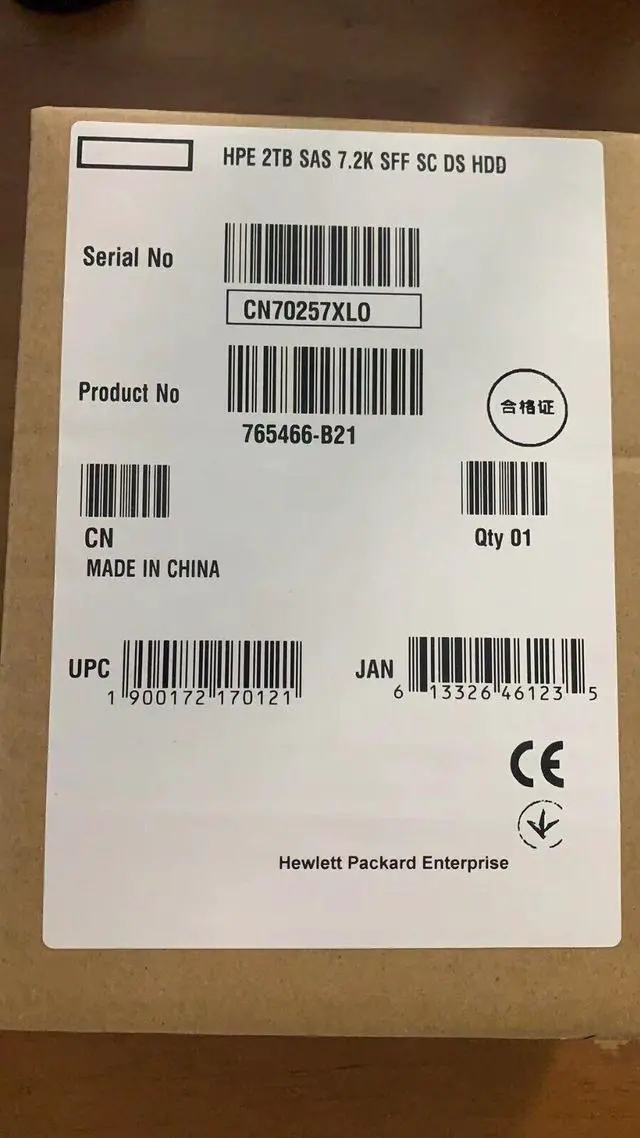 HPE 2TB SAS 7.2K SFF SC DS HDD
Serial No
CN70257XLO
Product No
765466-B21
合格证
CN
Qty 01
MADE IN CHINA
UPC
1 900172 170121
JAN
6 13326 46123 5
CE
Hewlett Packard Enterprise